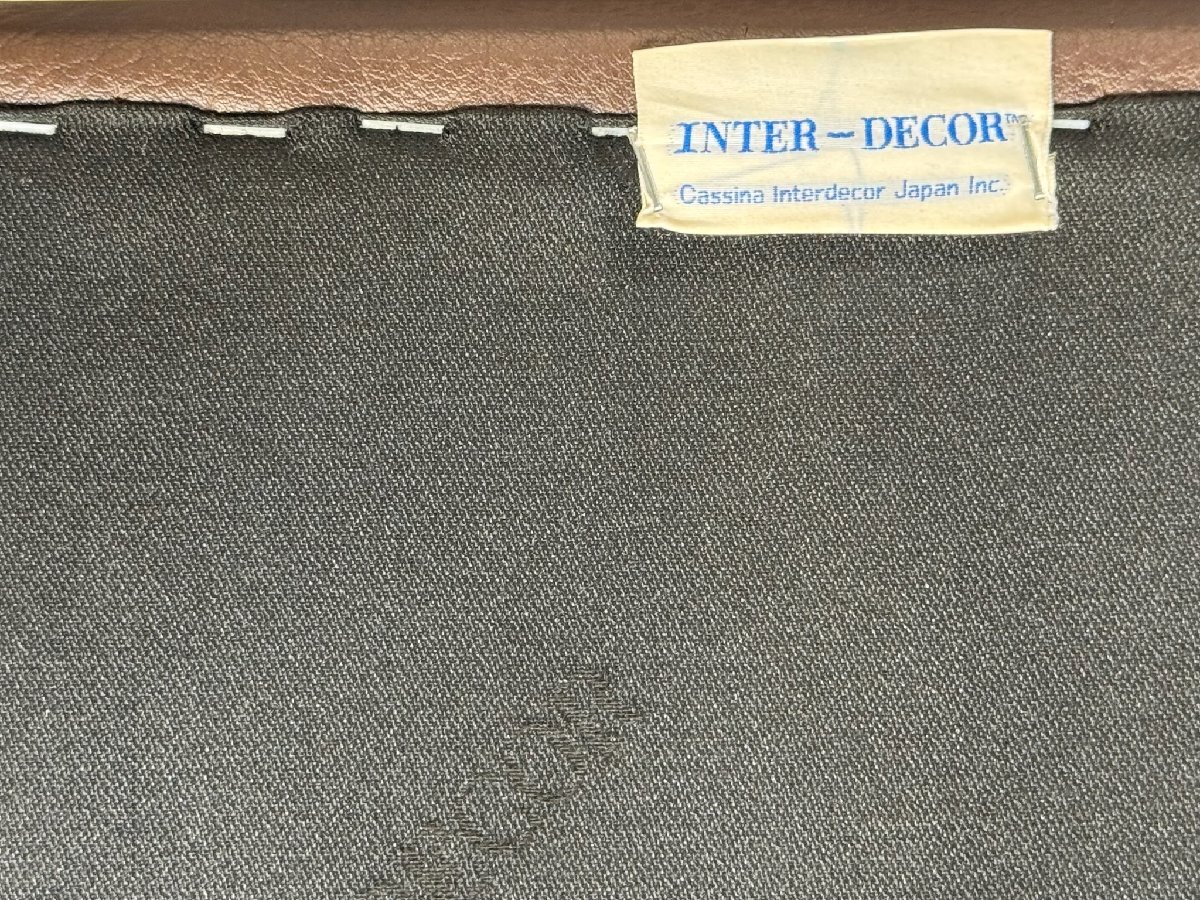 INTER-DECOR™
Cassina Interdecor Japan Inc.